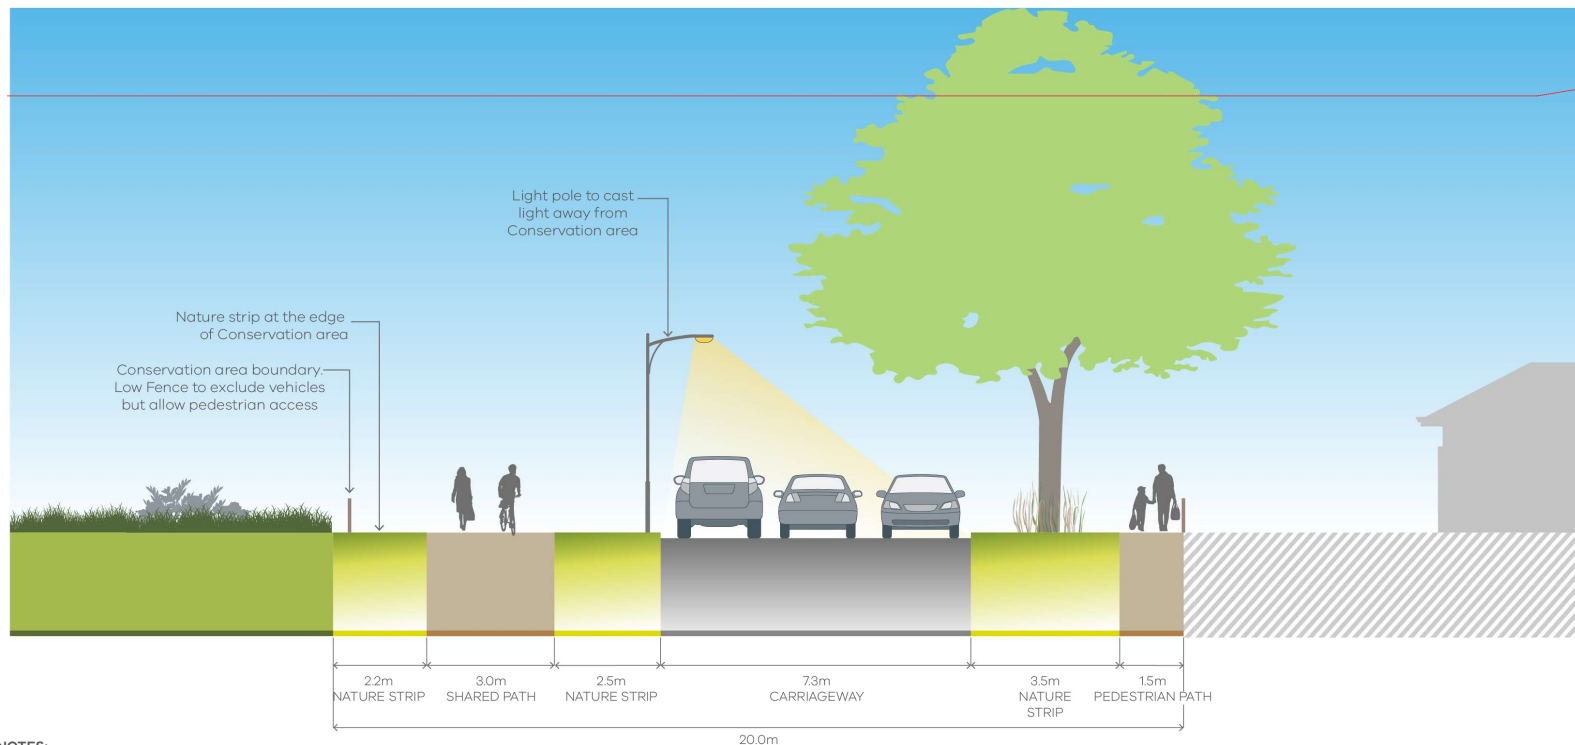 Light pole to cast
light away from
Conservation area
Nature strip at the edge
of Conservation area
Conservation area boundary.
Low Fence to exclude vehicles
but allow pedestrian access
2.2m
NATURE STRIP
3.0m
SHARED PATH
2.5m
NATURE STRIP
7.3m
CARRIAGEWAY
3.5m
NATURE
STRIP
1.5m
PEDESTRIAN PATH
20.0m
NOTES: